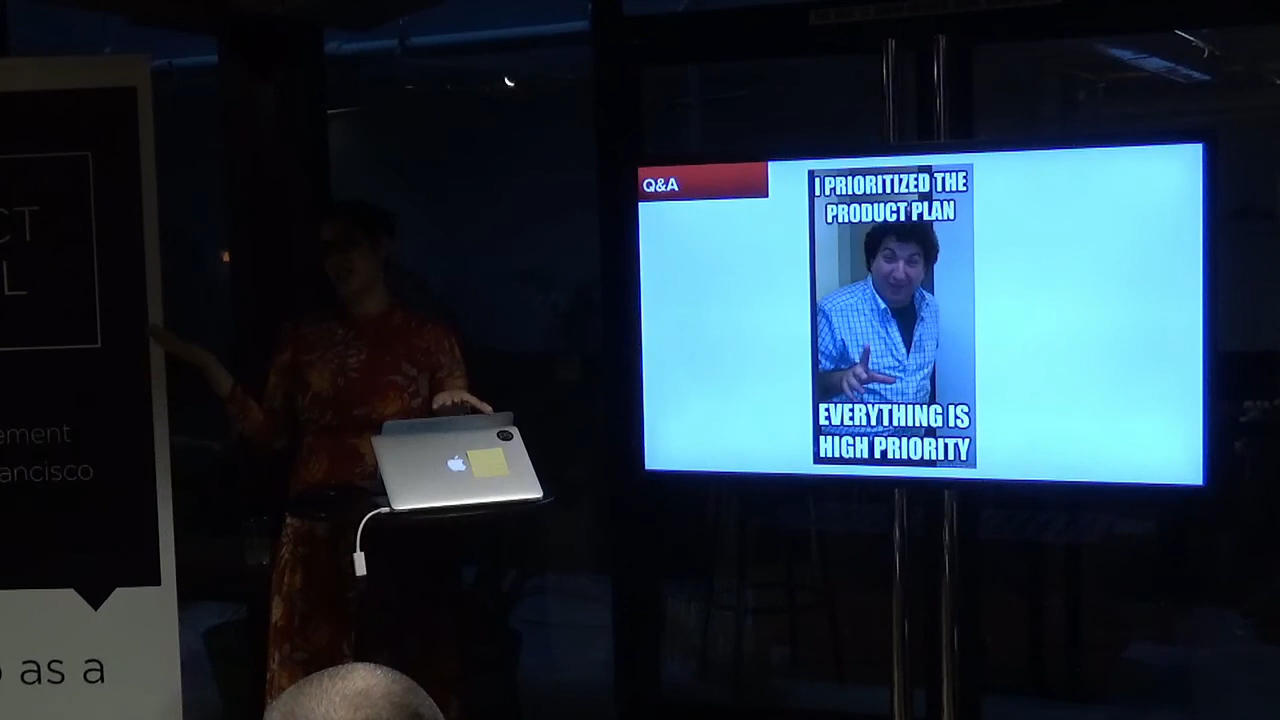 CT
L
ement
ancisco
as a
Q&A
I PRIORITIZED THE
PRODUCT PLAN
EVERYTHING IS
HIGH PRIORITY